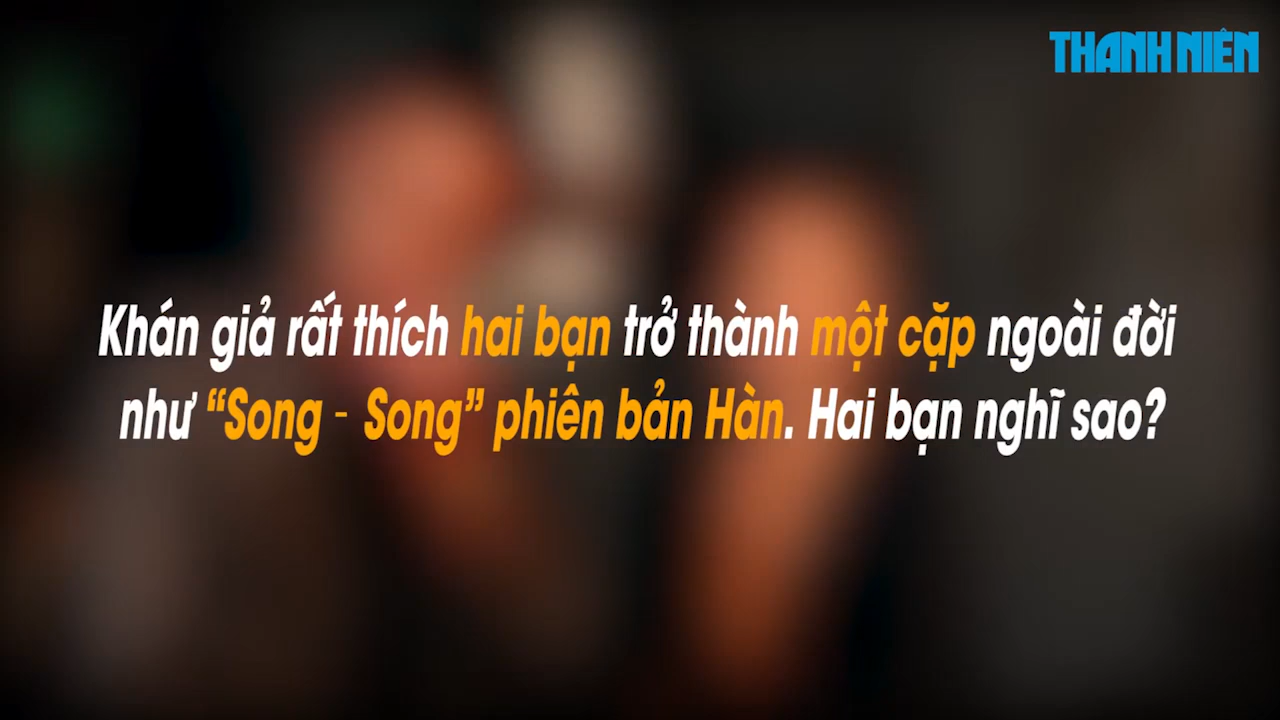 THANH NIÊN
Khán giả rất thích hai bạn trở thành một cặp ngoài đời
như “Song - Song” phiên bản Hàn. Hai bạn nghĩ sao?